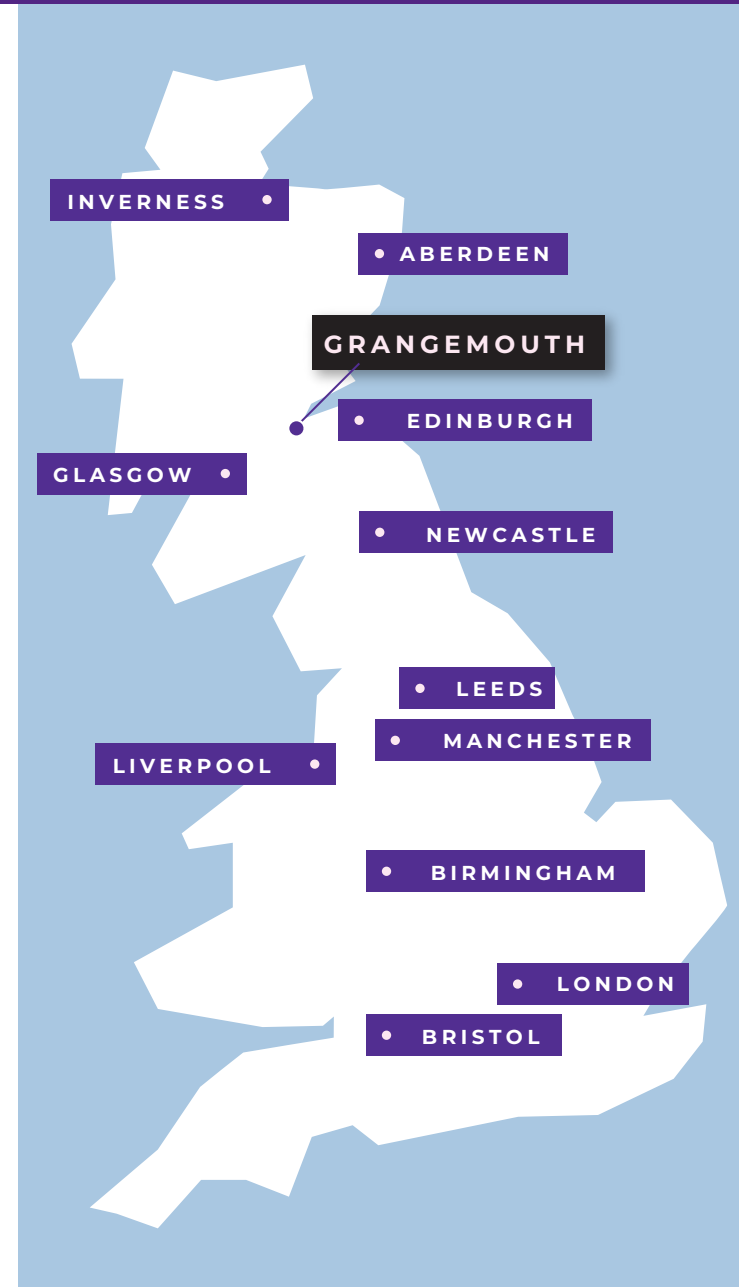 INVERNESS
ABERDEEN
GRANGEMOUTH
EDINBURGH
GLASGOW
NEWCASTLE
LEEDS
MANCHESTER
LIVERPOOL
BIRMINGHAM
LONDON
BRISTOL